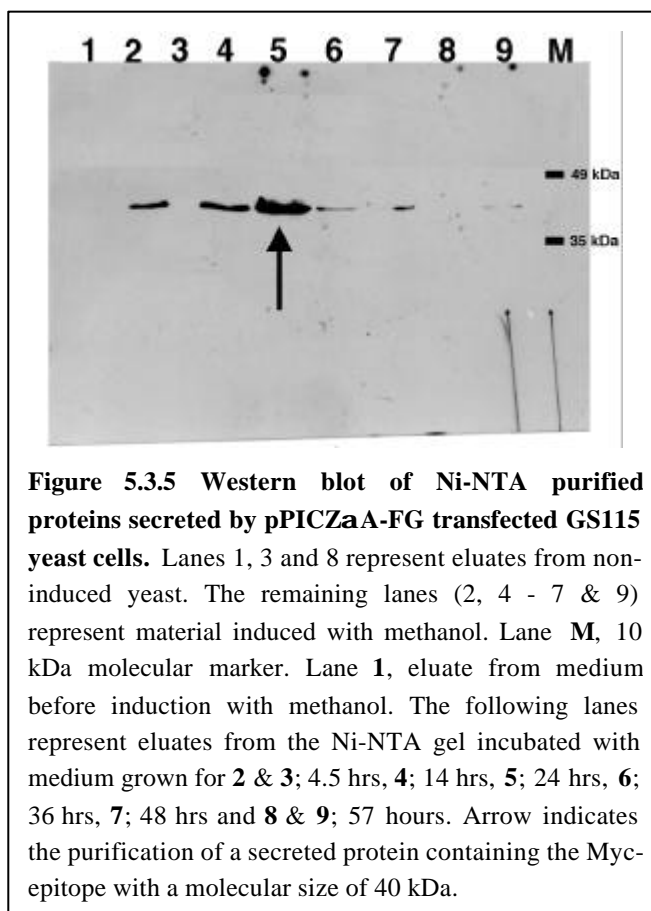 1 2 3 4 5 6 7 8 9 M
49 kDa
35 kDa
Figure 5.3.5 Western blot of Ni-NTA purified
proteins secreted by pPICZaA-FG transfected GS115
yeast cells. Lanes 1, 3 and 8 represent eluates from non-
induced yeast. The remaining lanes (2, 4 - 7 & 9)
represent material induced with methanol. Lane M, 10
kDa molecular marker. Lane 1, eluate from medium
before induction with methanol. The following lanes
represent eluates from the Ni-NTA gel incubated with
medium grown for 2 & 3; 4.5 hrs, 4; 14 hrs, 5; 24 hrs, 6;
36 hrs, 7; 48 hrs and 8 & 9; 57 hours. Arrow indicates
the purification of a secreted protein containing the Myc-
epitope with a molecular size of 40 kDa.